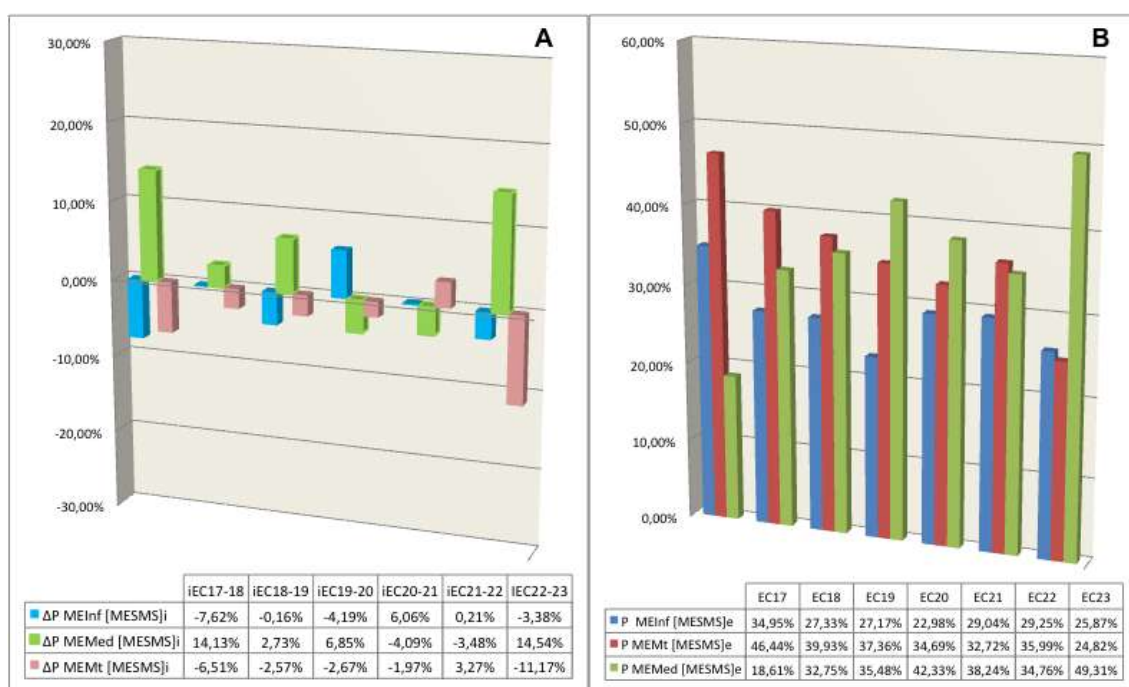 A
30,00%
20,00%
10,00%
0,00%
-10,00%
-20,00%
-30,00%
iEC17-18 iEC18-19 iEC19-20 iEC20-21 iEC21-22 IEC22-23
ΔP MEInf [MESMS]i -7,62% -0,16% -4,19% 6,06% 0,21% -3,38%
ΔP MEMed [MESMS]i 14,13% 2,73% 6,85% -4,09% -3,48% 14,54%
ΔP MEMt [MESMS]i -6,51% -2,57% -2,67% -1,97% 3,27% -11,17%
B
60,00%
50,00%
40,00%
30,00%
20,00%
10,00%
0,00%
EC17 EC18 EC19 EC20 EC21 EC22 EC23
P MEInf [MESMS]e 34,95% 27,33% 27,17% 22,98% 29,04% 29,25% 25,87%
P MEMt [MESMS]e 46,44% 39,93% 37,36% 34,69% 32,72% 35,99% 24,82%
P MEMed [MESMS]e 18,61% 32,75% 35,48% 42,33% 38,24% 34,76% 49,31%